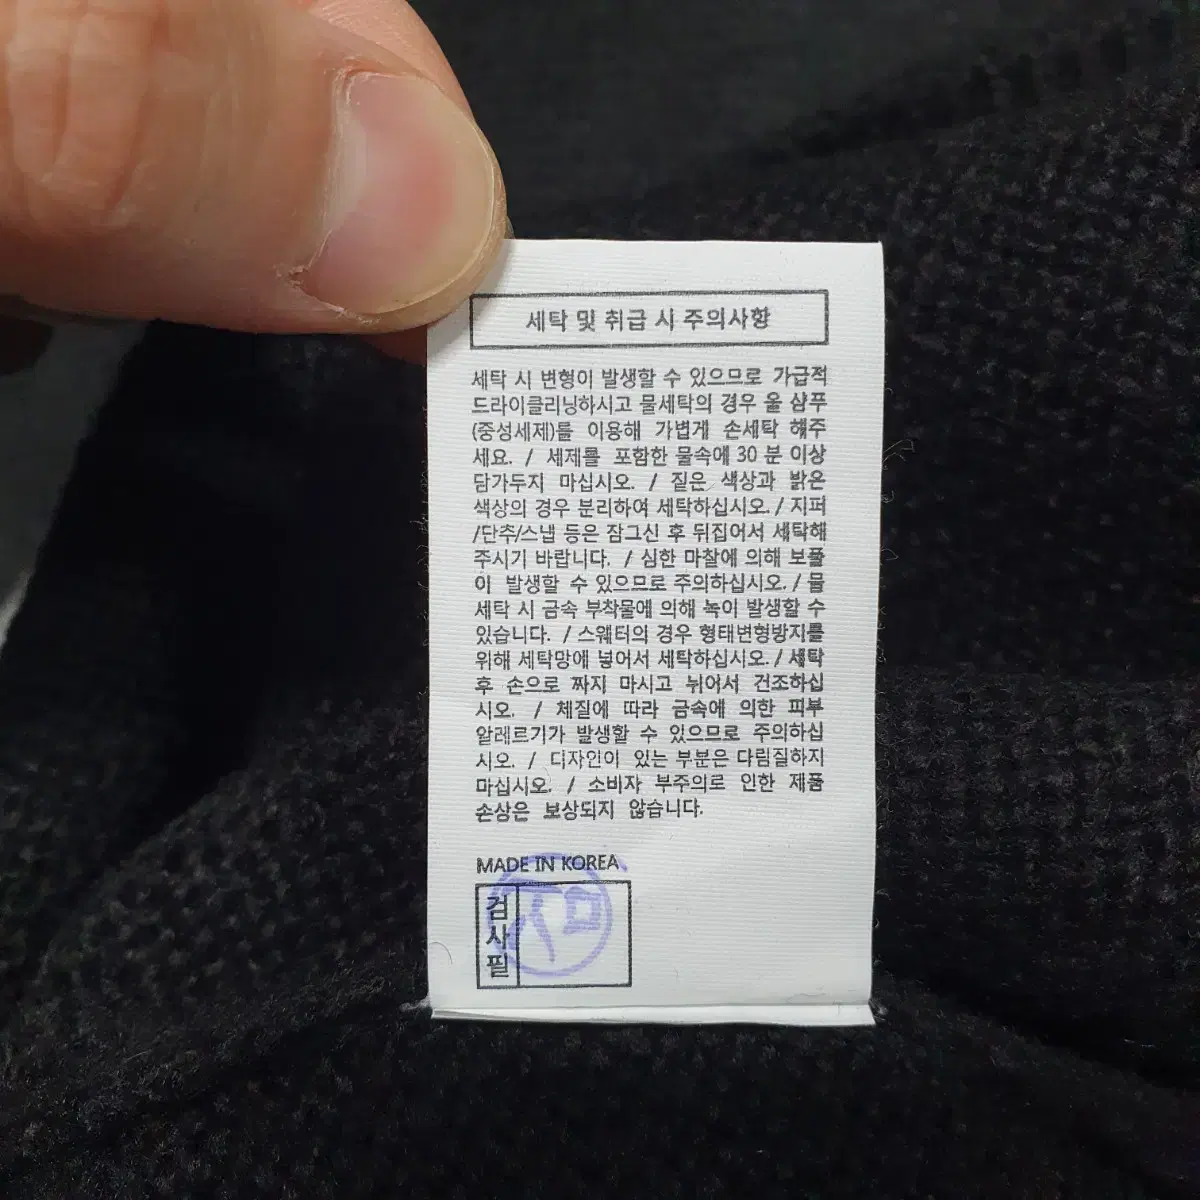 세탁 및 취급 시 주의사항
세탁 시 변형이 발생할 수 있으므로 가급적
드라이클리닝하시고 물세탁의 경우 울 샴푸
(중성세제)를 이용해 가볍게 손세탁 해주
세요. / 세제를 포함한 물속에 30 분 이상
담가두지 마십시오. / 짙은 색상과 밝은
색상의 경우 분리하여 세탁하십시오. / 지퍼
/단추/스냅 등은 잠그신 후 뒤집어서 세탁해
주시기 바랍니다. / 심한 마찰에 의해 보풀
이 발생할 수 있으므로 주의하십시오. / 물
세탁 시 금속 부착물에 의해 녹이 발생할 수
있습니다. / 스웨터의 경우 형태변형방지를
위해 세탁망에 넣어서 세탁하십시오. / 세탁
후 손으로 짜지 마시고 뉘어서 건조하십
시오. / 체질에 따라 금속에 의한 피부
알레르기가 발생할 수 있으므로 주의하십
시오. / 디자인이 있는 부분은 다림질하지
마십시오. / 소비자 부주의로 인한 제품
손상은 보상되지 않습니다.
MADE IN KOREA
검사필